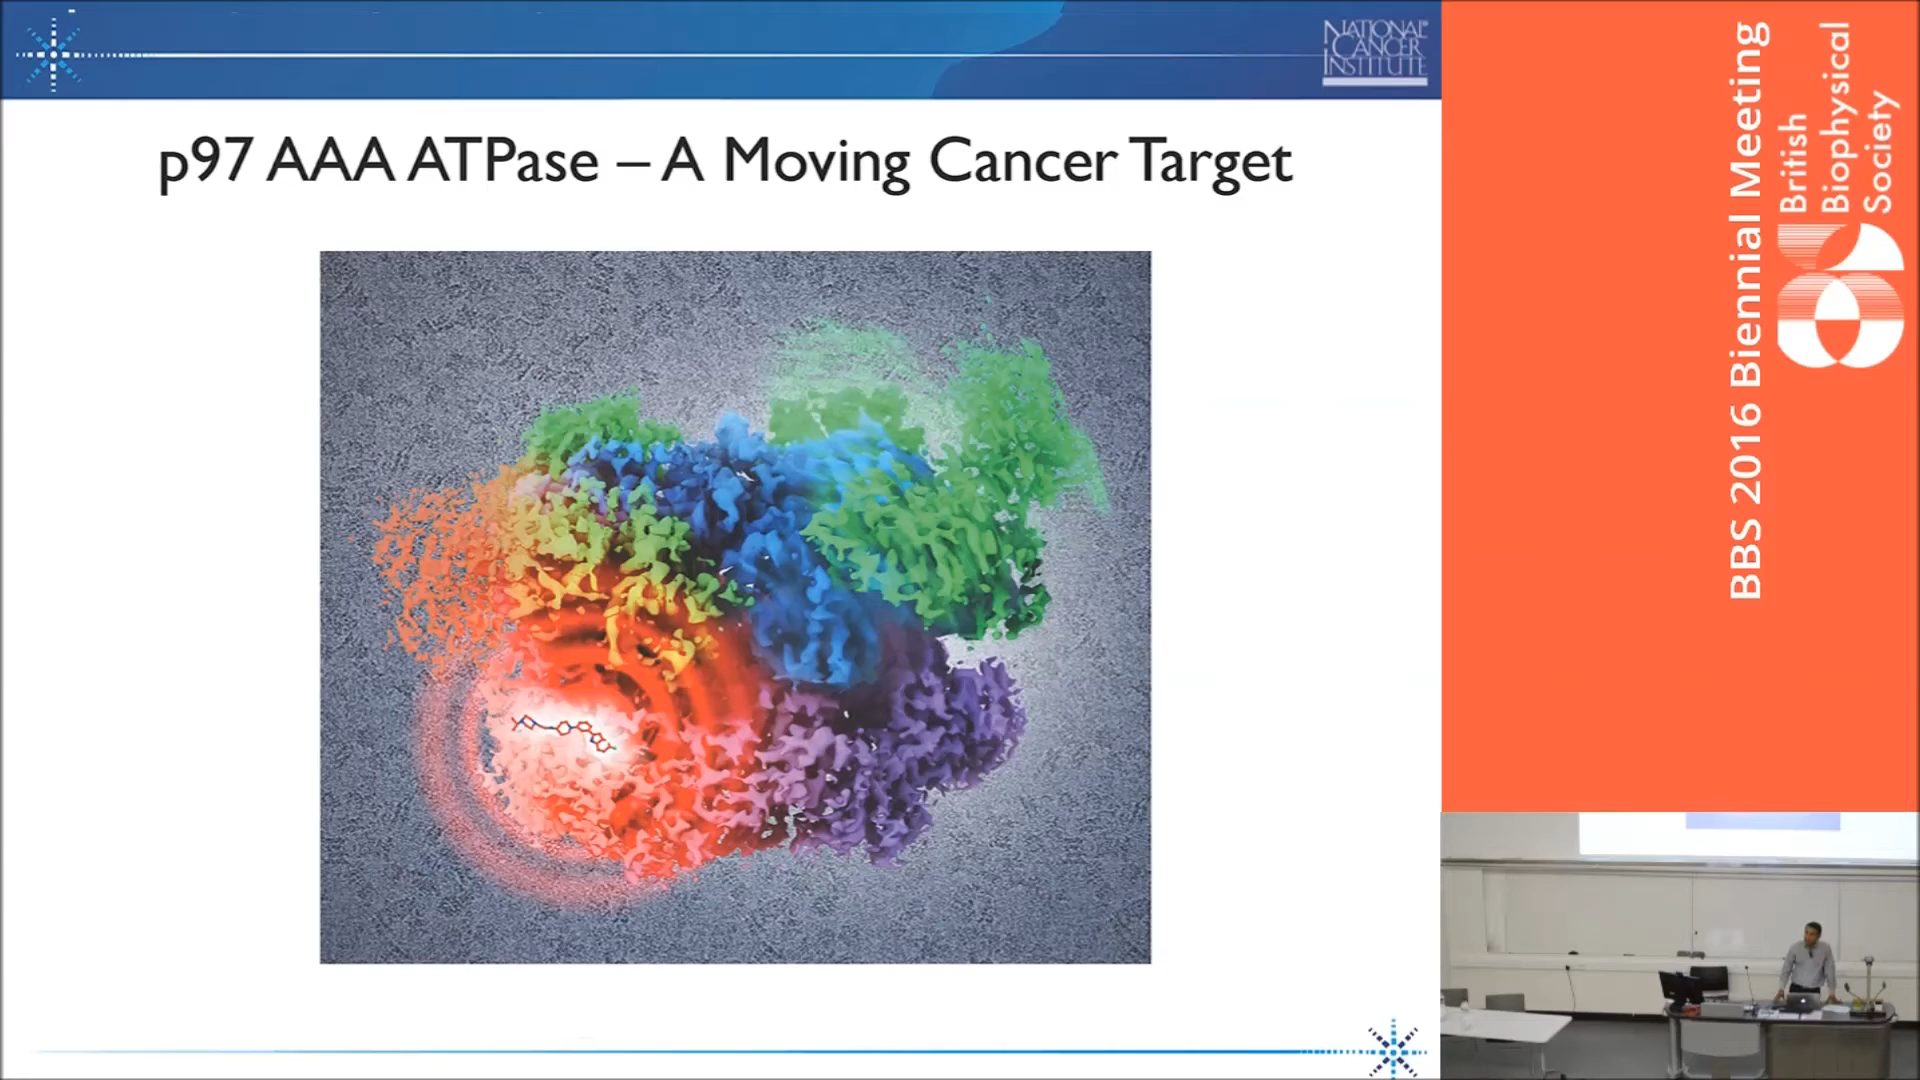 NATIONAL
CANCER
INSTITUTE
p97 AAA ATPase – A Moving Cancer Target
BBS 2016 Biennial Meeting
British
Biophysical
Society